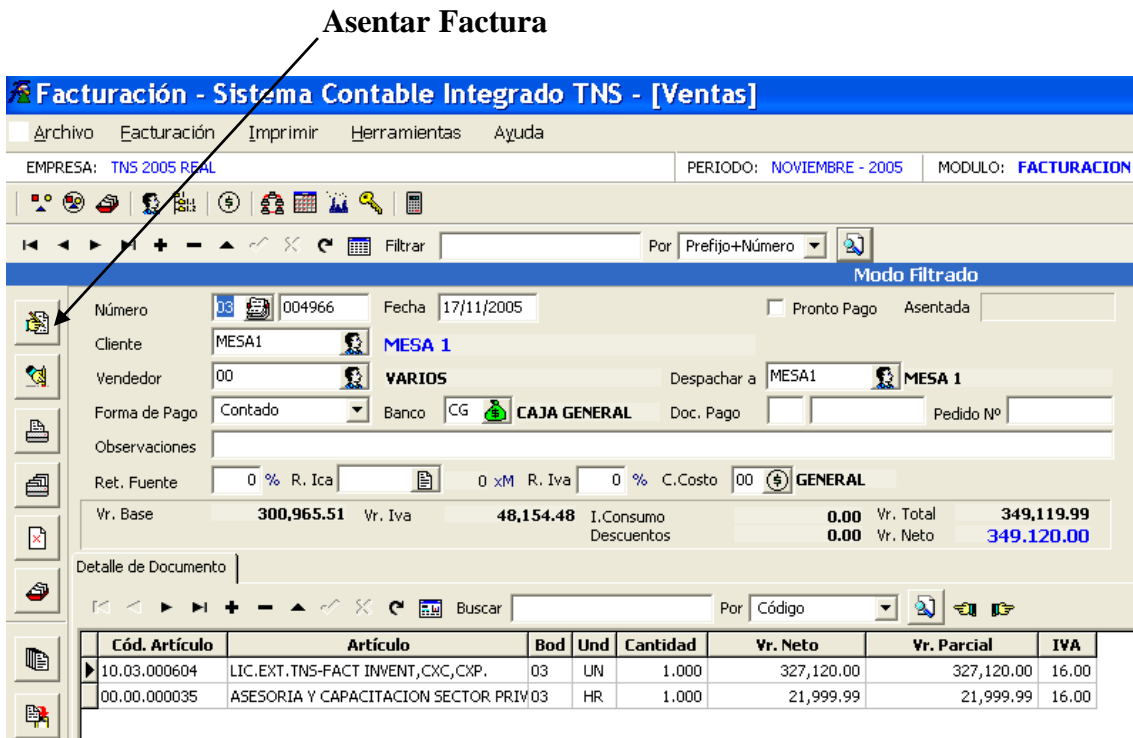 Asentar Factura
Facturación - Sistema Contable Integrado TNS - [Ventas]
Archivo Facturación Imprimir Herramientas Ayuda
EMPRESA: TNS 2005 REAL PERIODO: NOVIEMBRE - 2005 MODULO: FACTURACION
Filtrar Por Prefijo+Número
Modo Filtrado
Número 03 004966 Fecha 17/11/2005 Pronto Pago Asentada
Cliente MESA1 MESA 1
Vendedor 00 VARIOS Despachar a MESA1 MESA 1
Forma de Pago Contado Banco CG CAJA GENERAL Doc. Pago Pedido Nº
Observaciones
Ret. Fuente 0 % R. Ica 0 xM R. Iva 0 % C.Costo 00 GENERAL
Vr. Base 300,965.51 Vr. Iva 48,154.48 I.Consumo 0.00 Vr. Total 349,119.99
Descuentos 0.00 Vr. Neto 349.120.00
Detalle de Documento
Buscar Por Código
Cód. Artículo Artículo Bod Und Cantidad Vr. Neto Vr. Parcial IVA
10.03.000604 LIC.EXT.TNS-FACT INVENT,CXC,CXP. 03 UN 1.000 327,120.00 327,120.00 16.00
00.00.000035 ASESORIA Y CAPACITACION SECTOR PRIV 03 HR 1.000 21,999.99 21,999.99 16.00